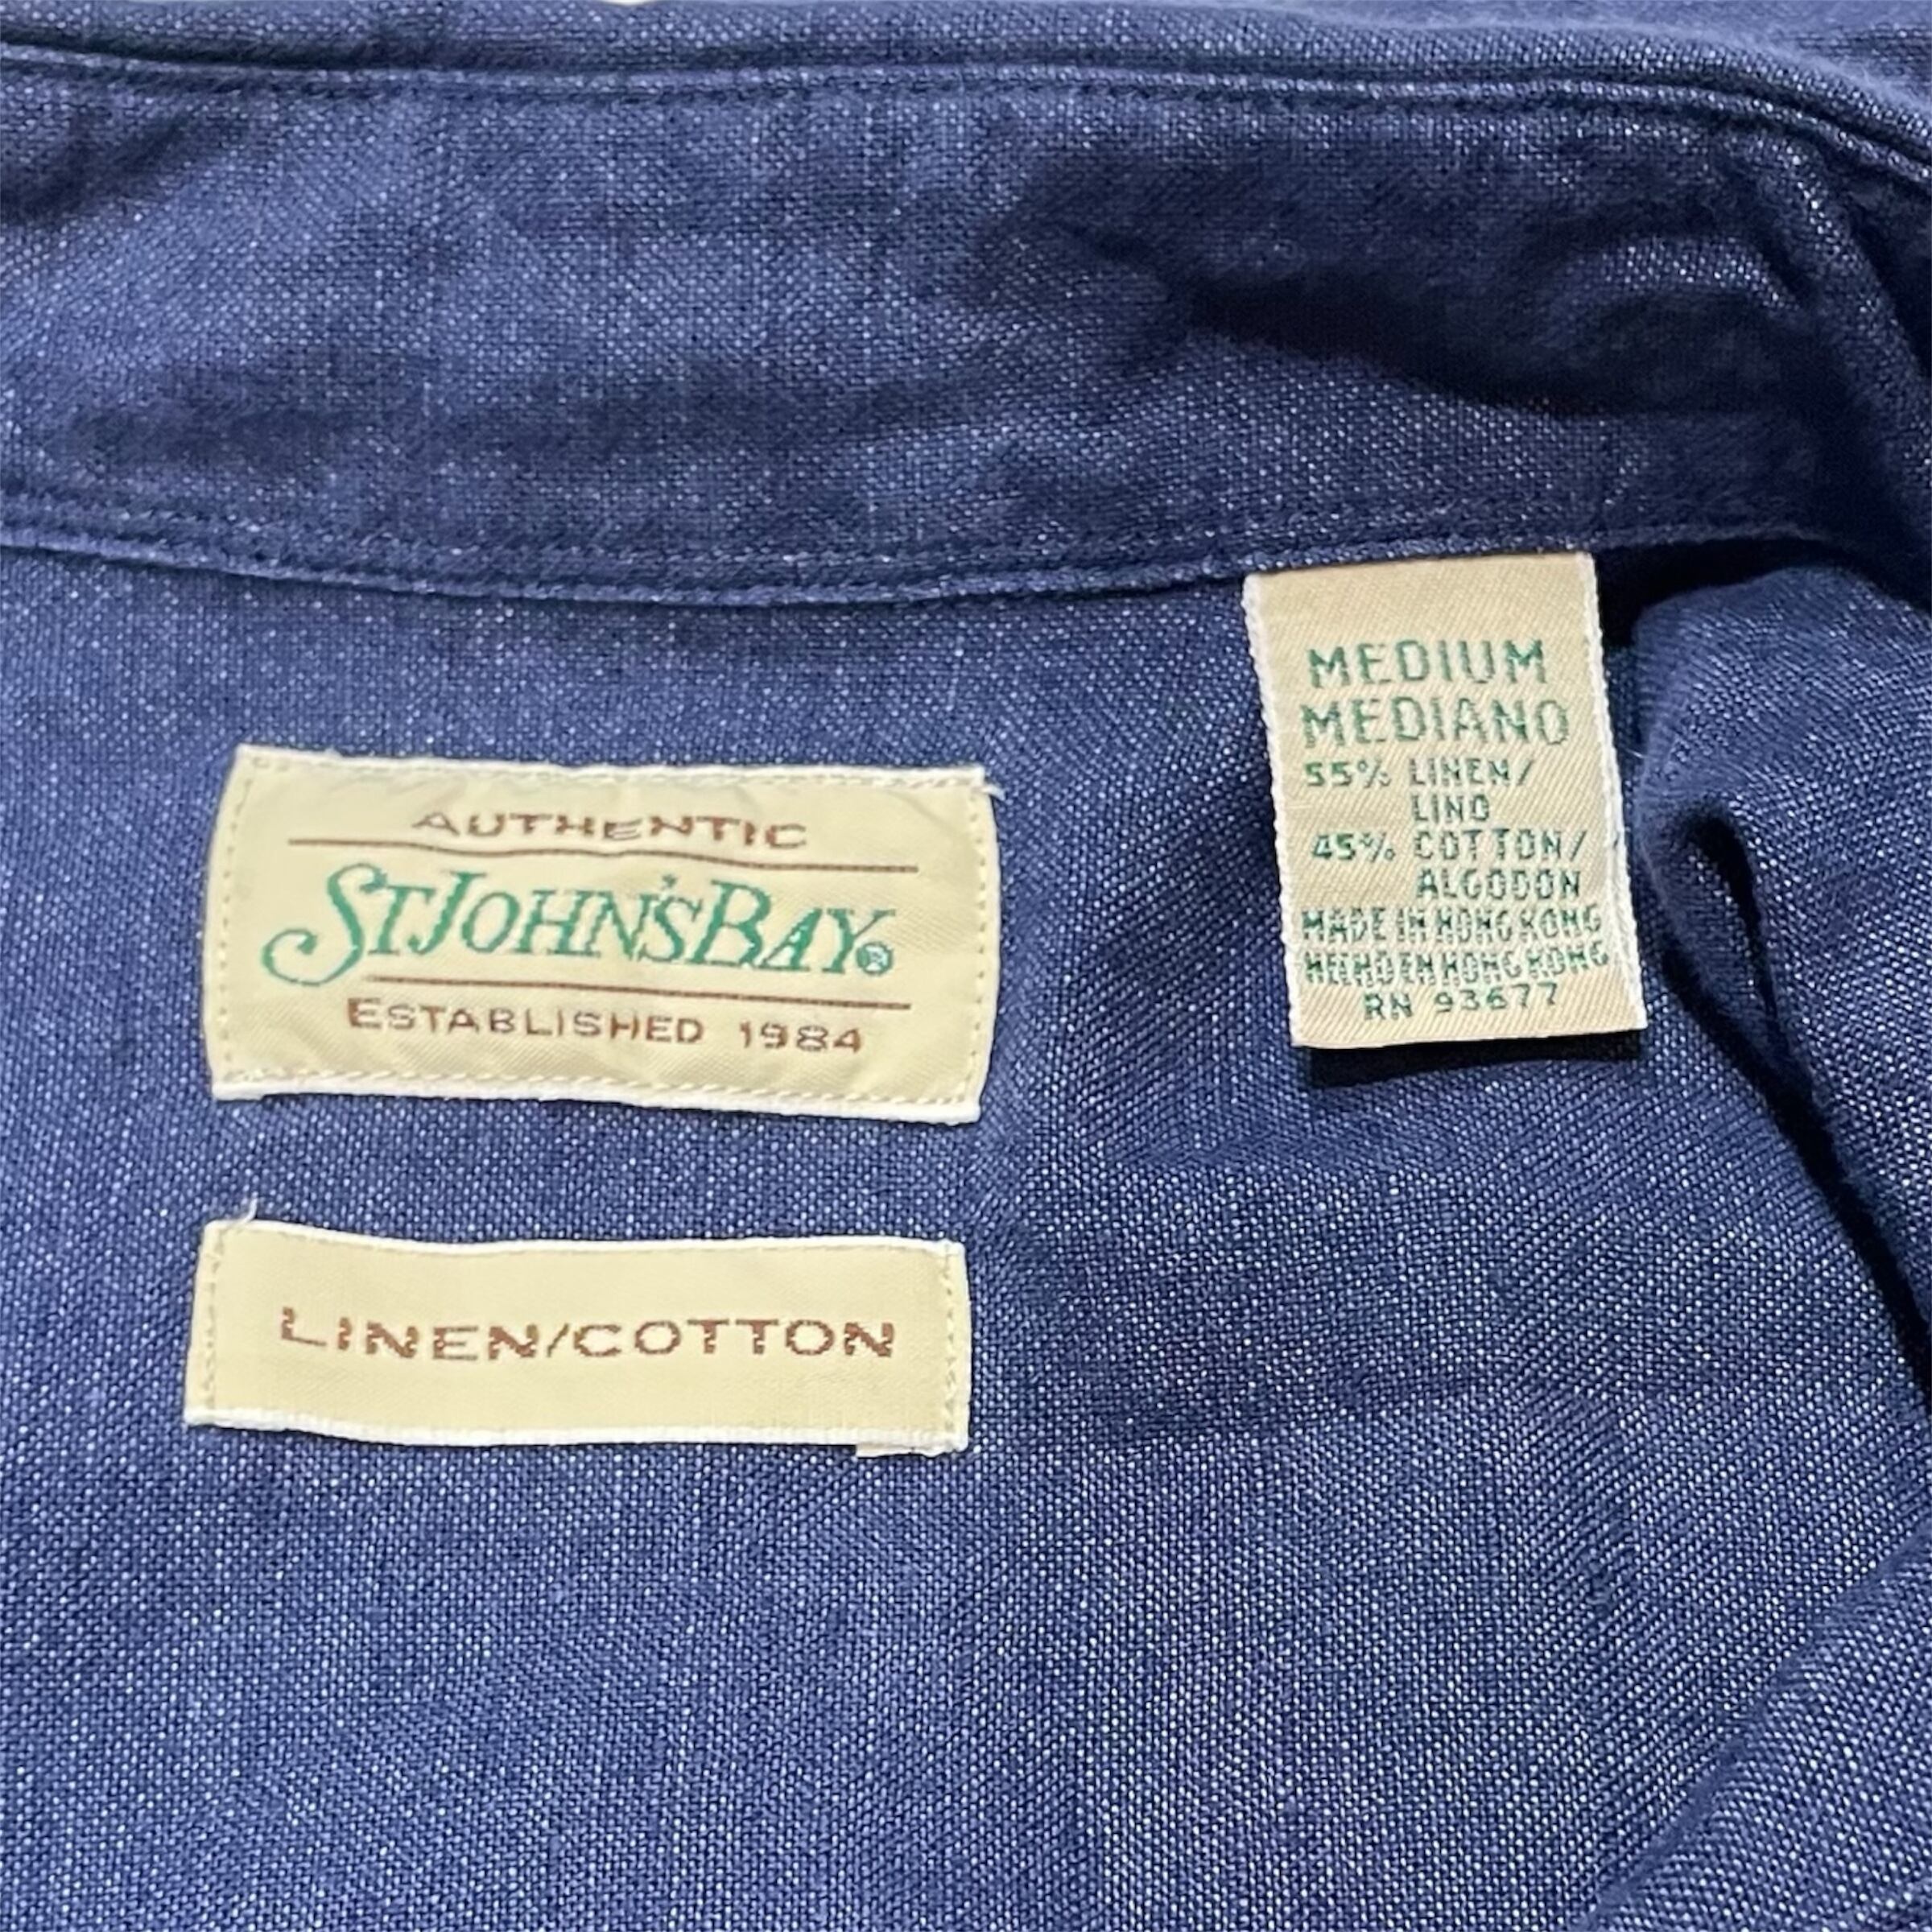 AUTHENTIC
ST JOHN'S BAY®
ESTABLISHED 1984
LINEN/COTTON
MEDIUM
MEDIANO
55% LINEN/
LINO
45% COTTON/
ALGODON
MADE IN HONG KONG
HECHO EN HONG KONG
RN 93677